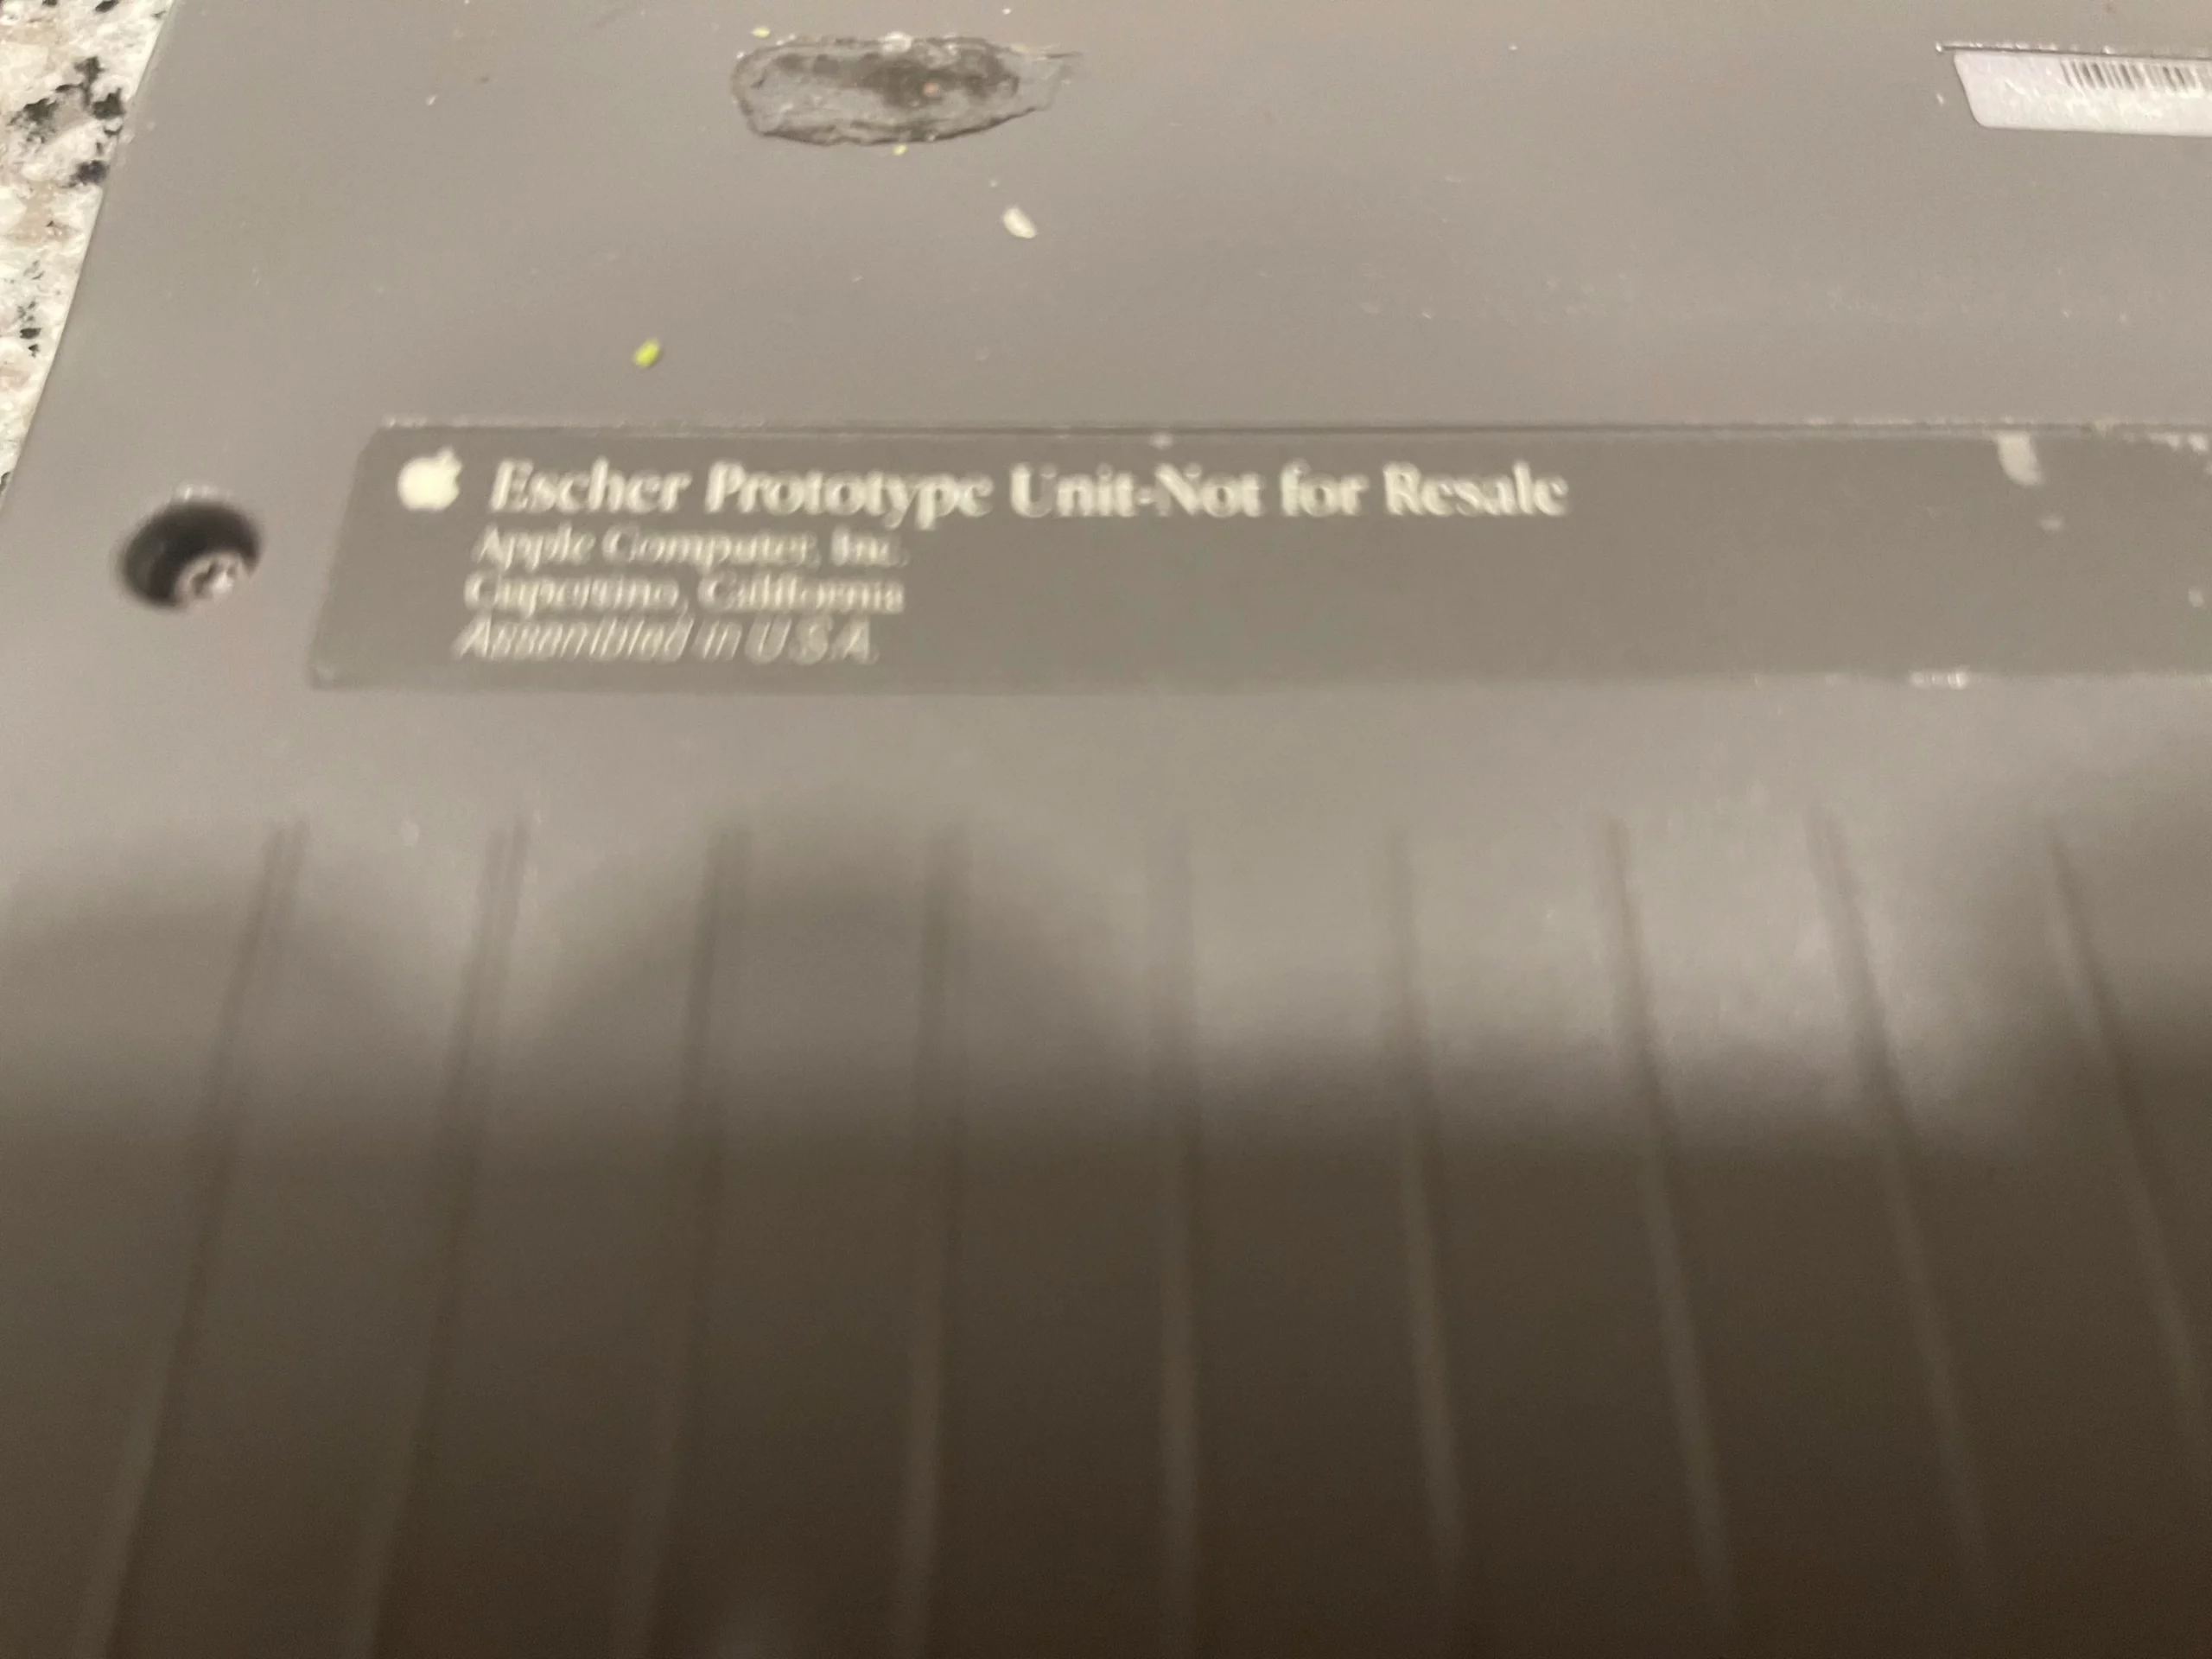 Escher Prototype Unit-Not for Resale
Apple Computer, Inc.
Cupertino, California
Assembled in U.S.A.